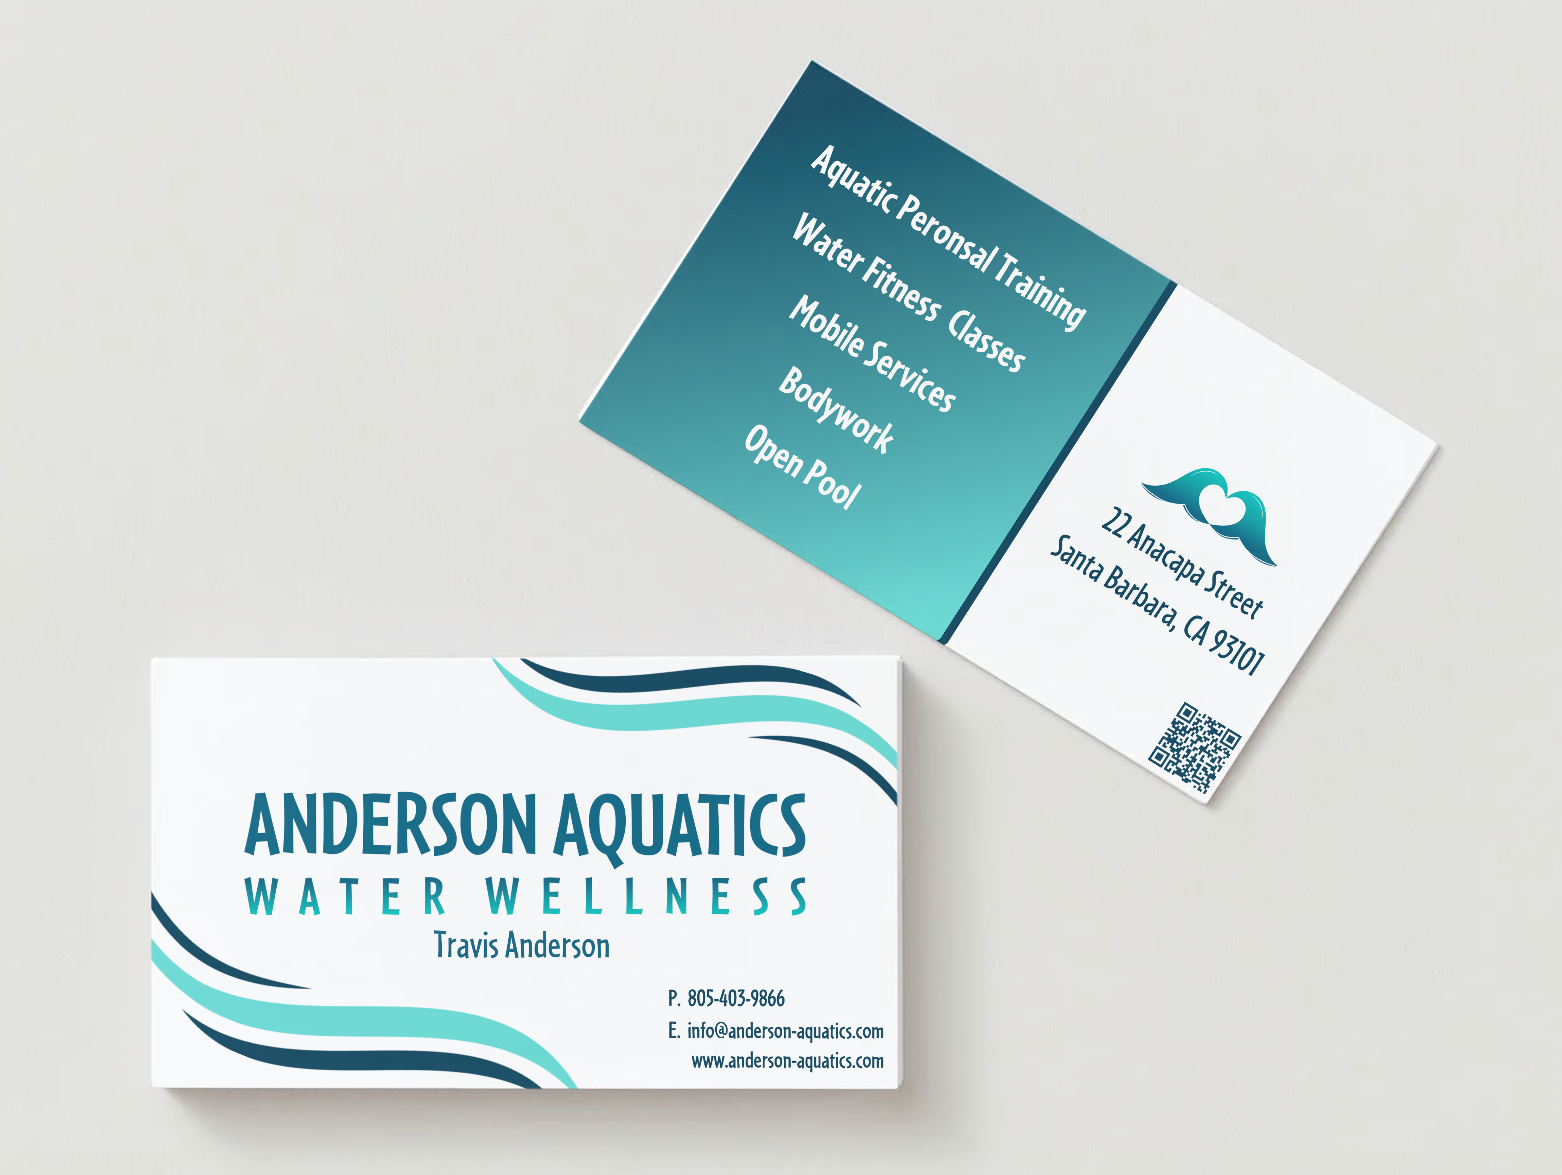 Aquatic Peronsal Training
Water Fitness Classes
Mobile Services
Bodywork
Open Pool
22 Anacapa Street
Santa Barbara, CA 93101
ANDERSON AQUATICS
WATER WELLNESS
Travis Anderson
P. 805-403-9866
E. info@anderson-aquatics.com
www.anderson-aquatics.com